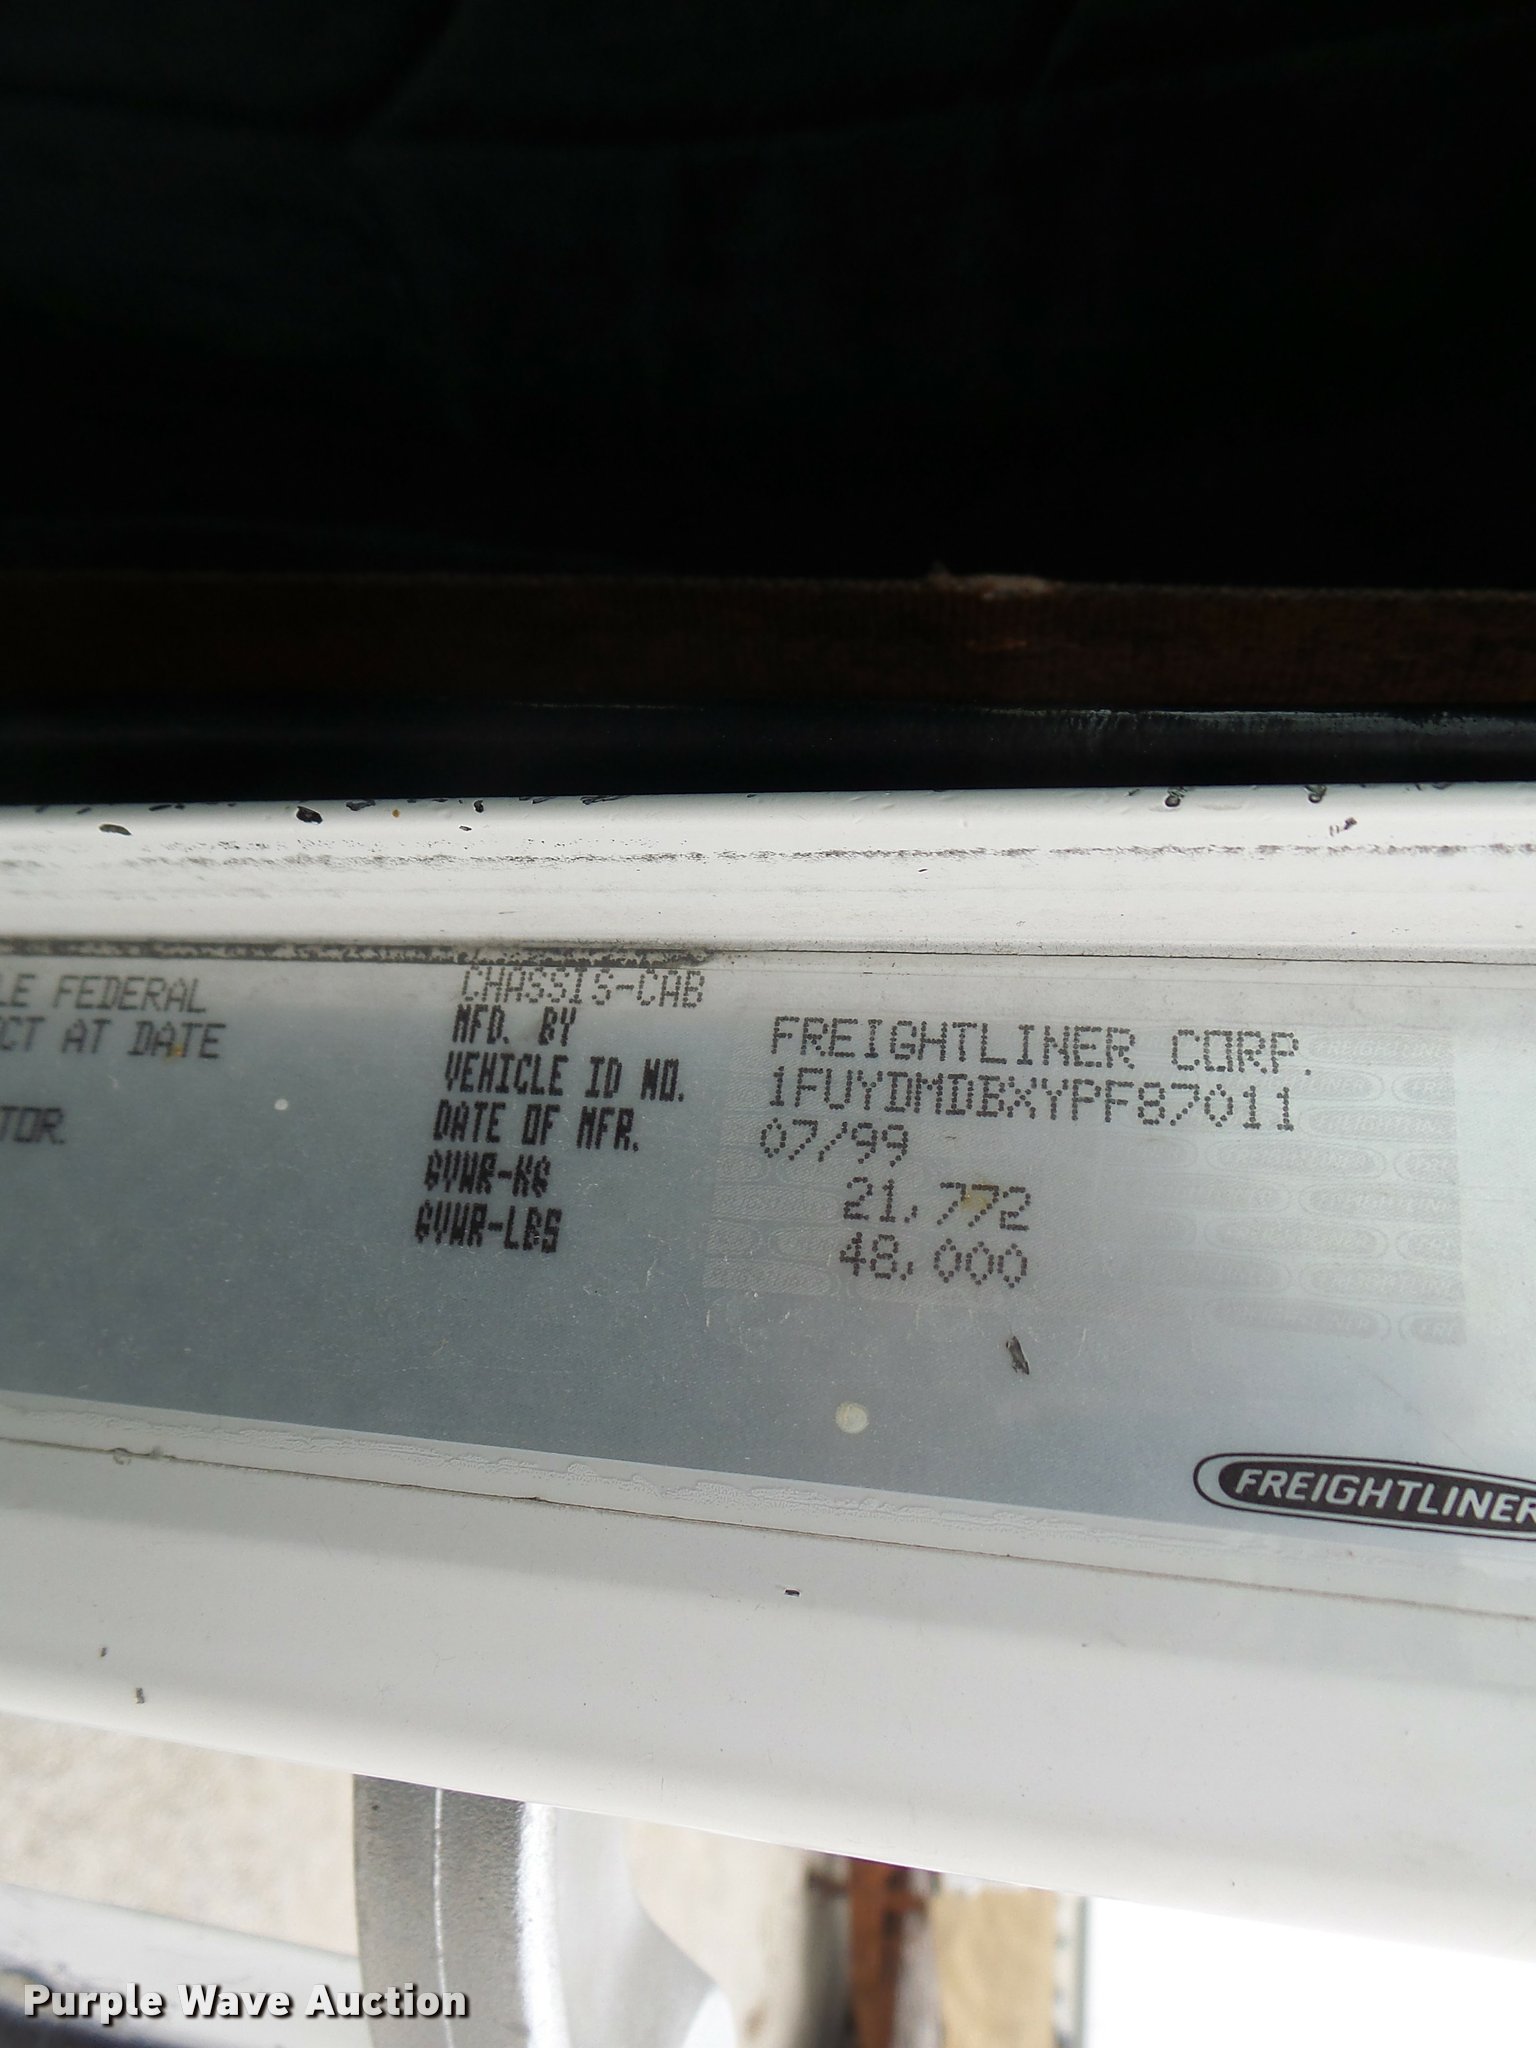 LE FEDERAL
CT AT DATE
TOR.
CHASSIS-CAB
MFD. BY FREIGHTLINER CORP.
VEHICLE ID NO. 1FUYDMDBXYPF87011
DATE OF MFR. 07/99
GVWR-KG 21,772
GVWR-LBS 48,000
FREIGHTLINER
Purple Wave Auction